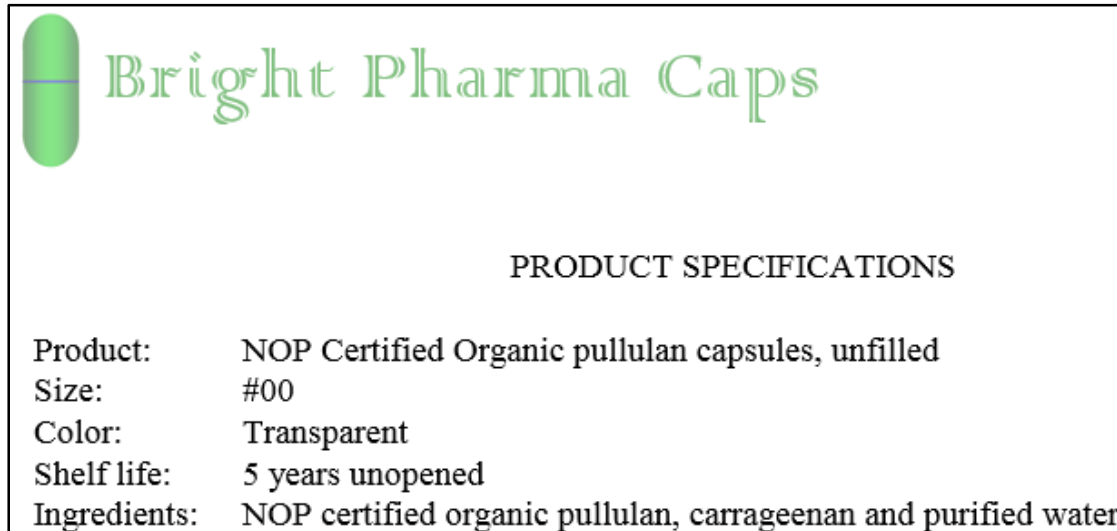 Bright Pharma Caps
PRODUCT SPECIFICATIONS
Product: NOP Certified Organic pullulan capsules, unfilled
Size: #00
Color: Transparent
Shelf life: 5 years unopened
Ingredients: NOP certified organic pullulan, carrageenan and purified water